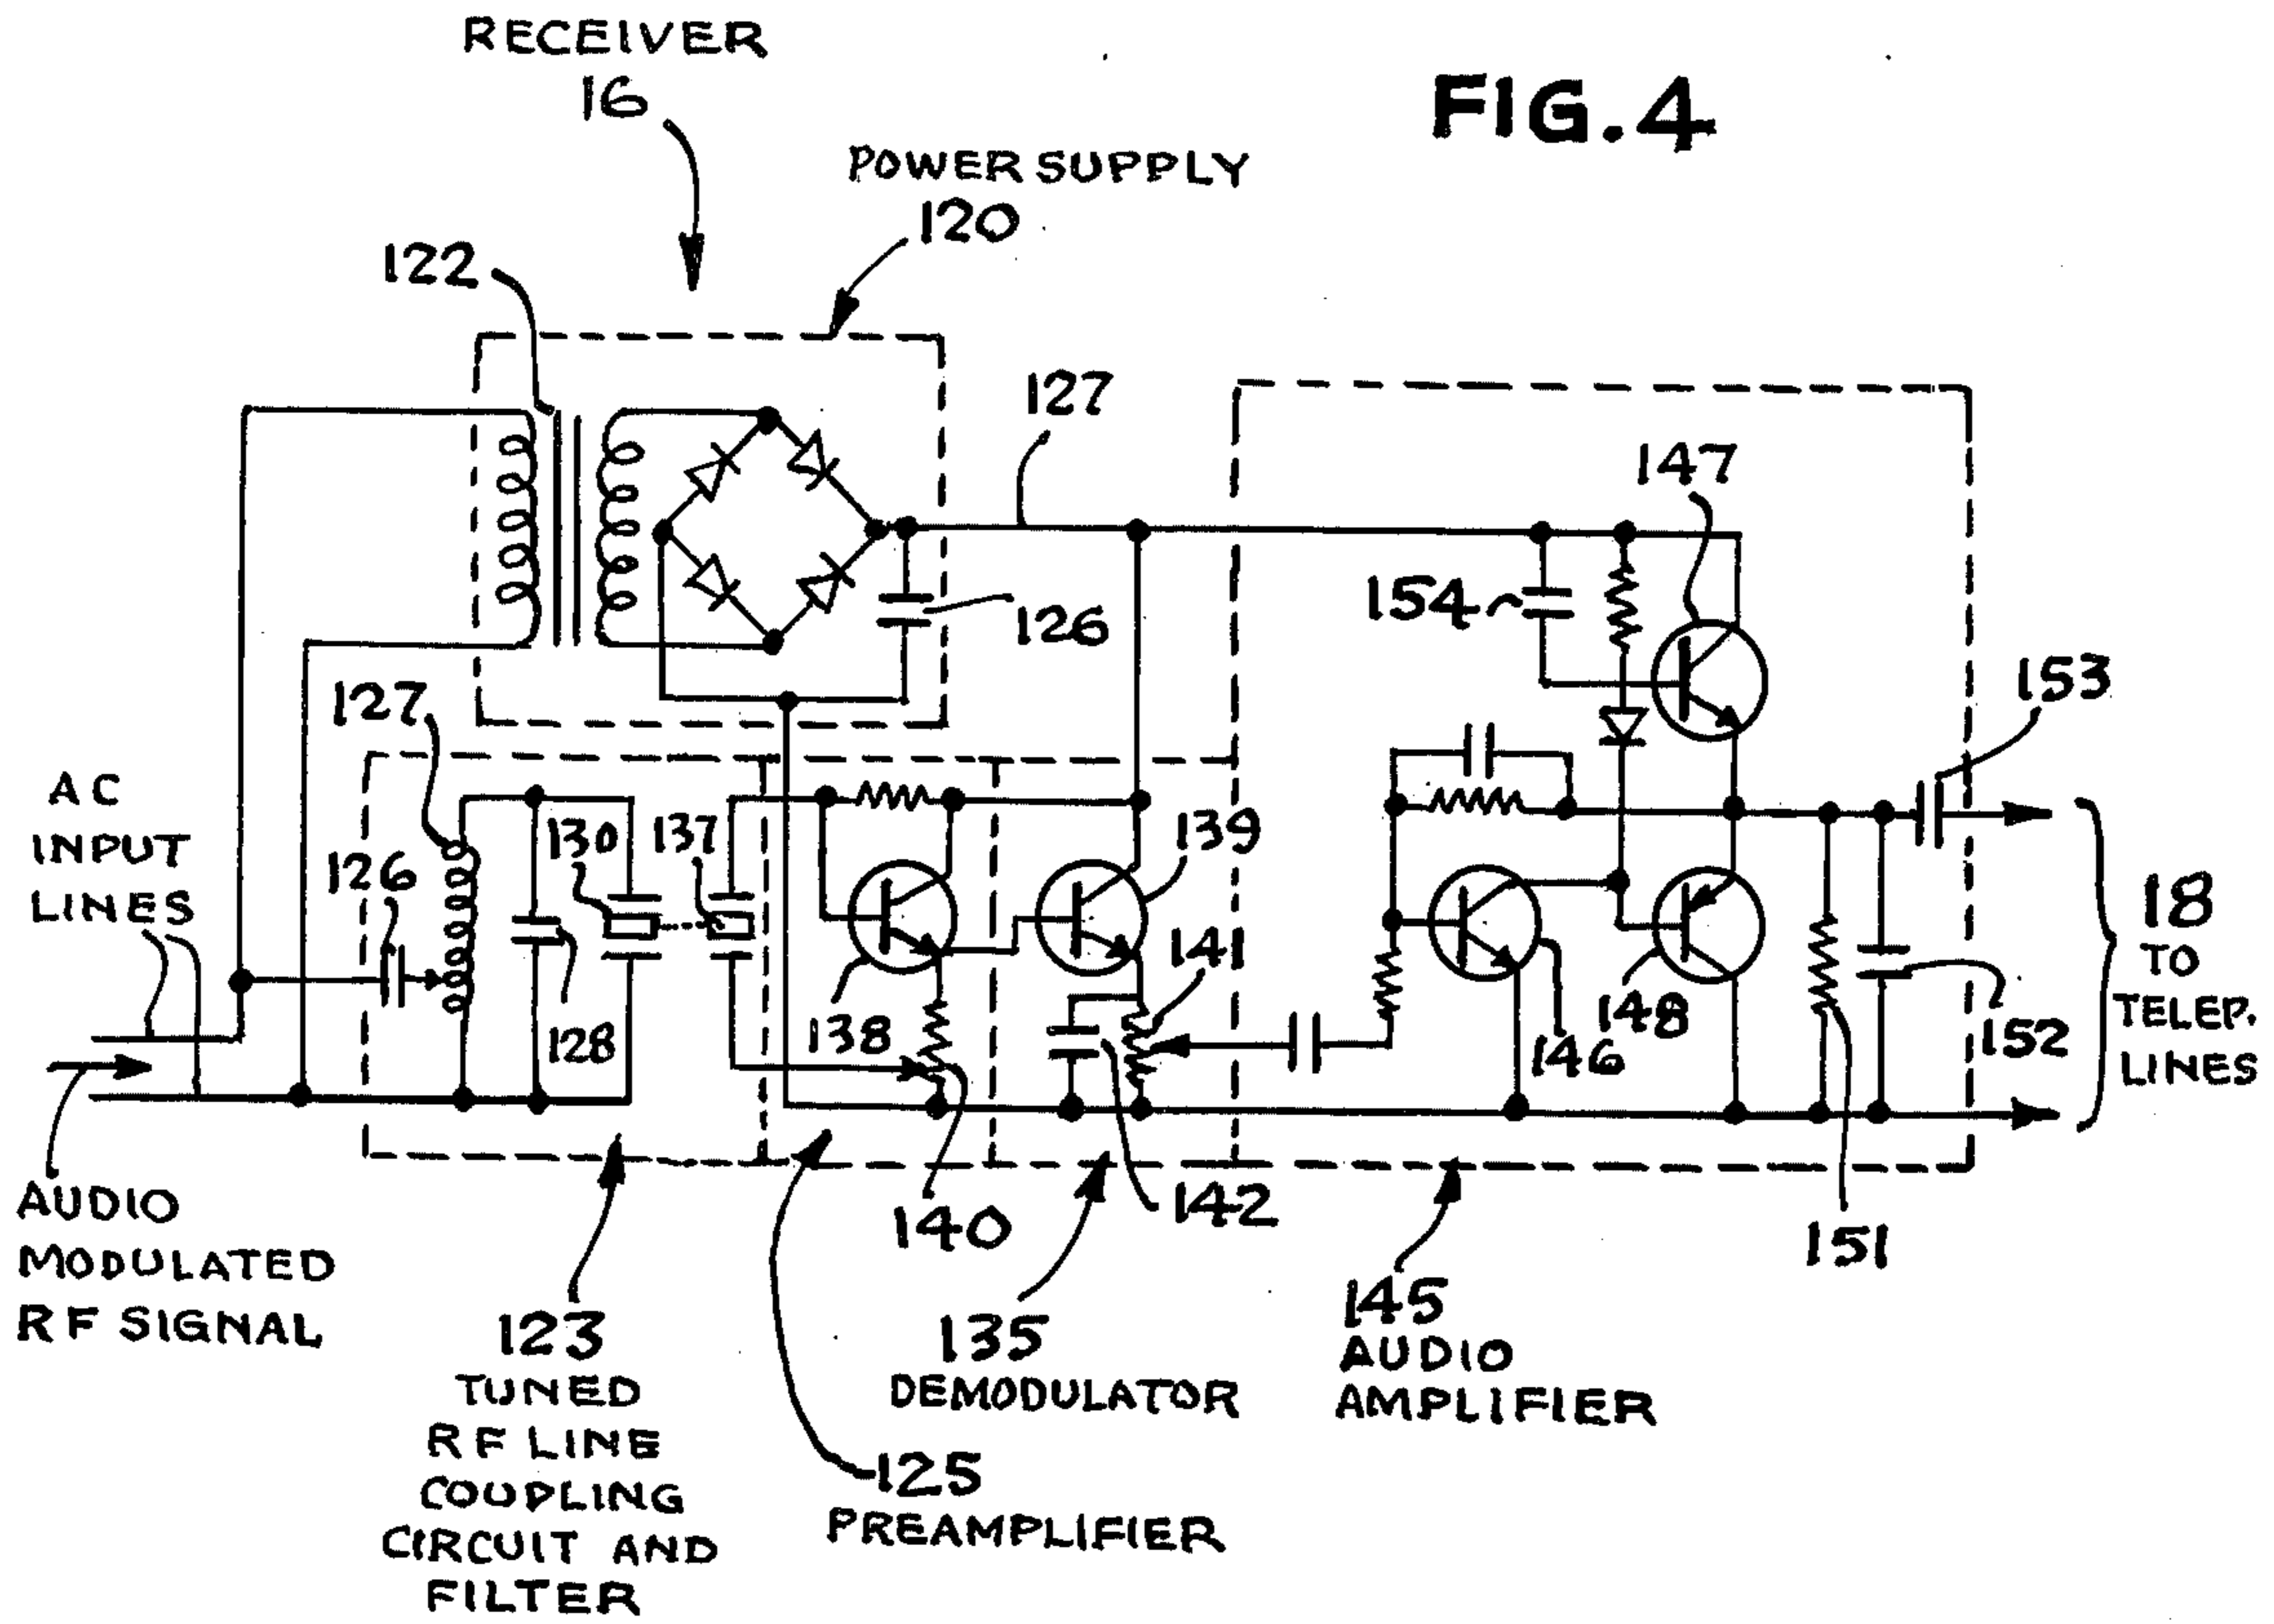 RECEIVER
16
FIG. 4
POWER SUPPLY
120
122
127
147
154
126
153
127
AC
INPUT
LINES
130
137
139
126
141
18
TO
TELEP.
LINES
128
138
148
146
152
AUDIO
MODULATED
RF SIGNAL
140
142
151
123
TUNED
RF LINE
COUPLING
CIRCUIT AND
FILTER
135
DEMODULATOR
145
AUDIO
AMPLIFIER
125
PREAMPLIFIER